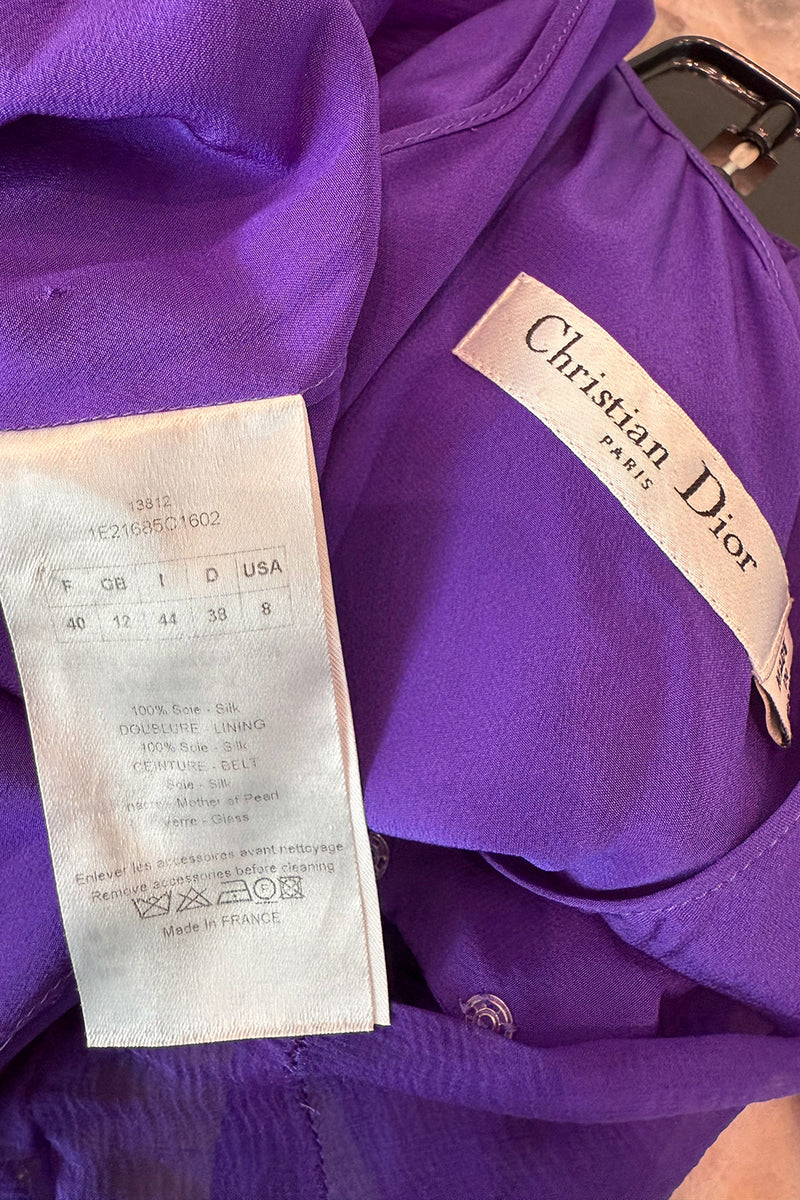 13812
1E21685C1602
F GB I D USA
40 12 44 38 8
100% Soie - Silk
DOUBLURE - LINING
100% Soie - Silk
CEINTURE - BELT
Soie - Silk
nacre - Mother of Pearl
Verre - Glass
Enlever les accessoires avant nettoyage
Remove accessories before cleaning
Made In FRANCE
Christian Dior
PARIS